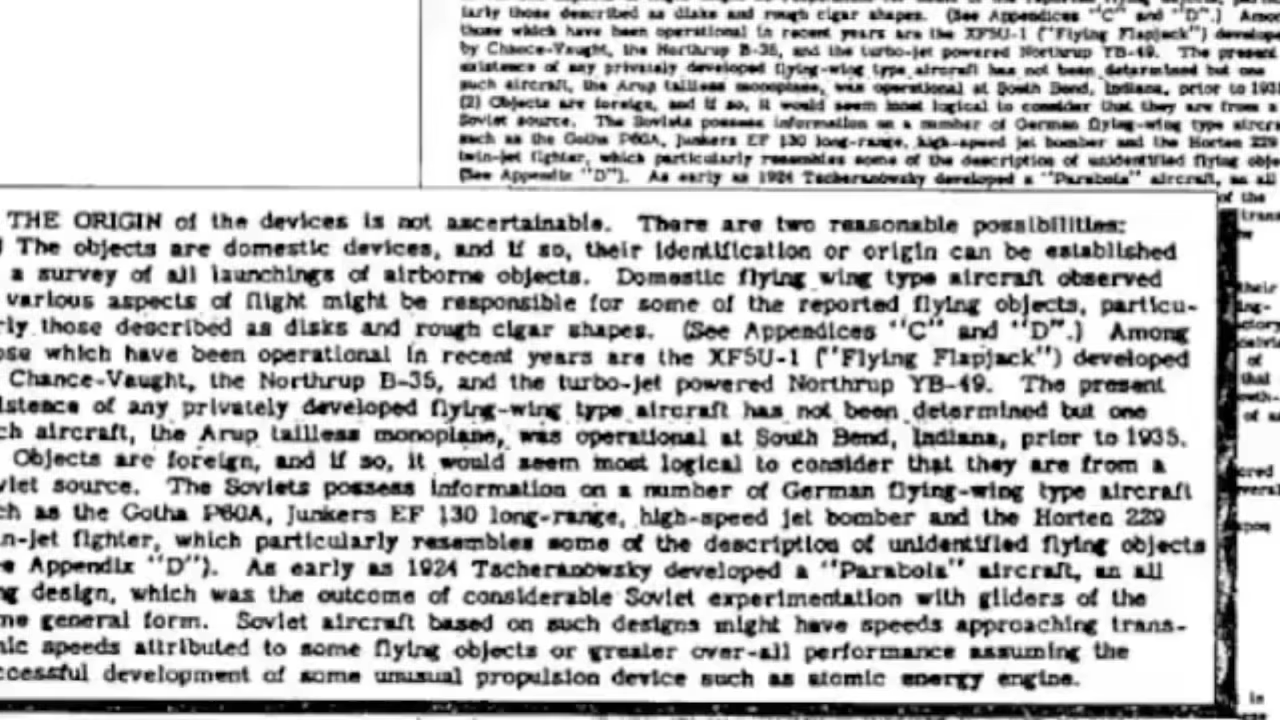 larly those described as disks and rough cigar shapes. (See Appendices "C" and "D".) Amon
those which have been operational in recent years are the XF5U-1 ("Flying Flapjack") develope
by Chance-Vaught, the Northrup B-35, and the turbo-jet powered Northrup YB-49. The present
existence of any privately developed flying-wing type aircraft has not been determined but one
such aircraft, the Arup tailless monoplane, was operational at South Bend, Indiana, prior to 193
(2) Objects are foreign, and if so, it would seem most logical to consider that they are from a
Soviet source. The Soviets possess information on a number of German flying-wing type aircra
such as the Gotha P60A, Junkers EF 130 long-range, high-speed jet bomber and the Horten 229
twin-jet fighter, which particularly resembles some of the description of unidentified flying obje
(See Appendix "D"). As early as 1924 Tscheranowsky developed a "Parabola" aircraft, an all
of the
THE ORIGIN of the devices is not ascertainable. There are two reasonable possibilities:
) The objects are domestic devices, and if so, their identification or origin can be established
a survey of all launchings of airborne objects. Domestic flying wing type aircraft observed
various aspects of flight might be responsible for some of the reported flying objects, particu-
rly those described as disks and rough cigar shapes. (See Appendices "C" and "D".) Among
ose which have been operational in recent years are the XF5U-1 ("Flying Flapjack") developed
Chance-Vaught, the Northrup B-35, and the turbo-jet powered Northrup YB-49. The present
istence of any privately developed flying-wing type aircraft has not been determined but one
ch aircraft, the Arup tailless monoplane, was operational at South Bend, Indiana, prior to 1935.
Objects are foreign, and if so, it would seem most logical to consider that they are from a
viet source. The Soviets possess information on a number of German flying-wing type aircraft
ch as the Gotha P60A, Junkers EF 130 long-range, high-speed jet bomber and the Horten 229
in-jet fighter, which particularly resembles some of the description of unidentified flying objects
e Appendix "D"). As early as 1924 Tscheranowsky developed a "Parabola" aircraft, an all
ng design, which was the outcome of considerable Soviet experimentation with gliders of the
me general form. Soviet aircraft based on such designs might have speeds approaching trans-
nic speeds attributed to some flying objects or greater over-all performance assuming the
ccessful development of some unusual propulsion device such as atomic energy engine.